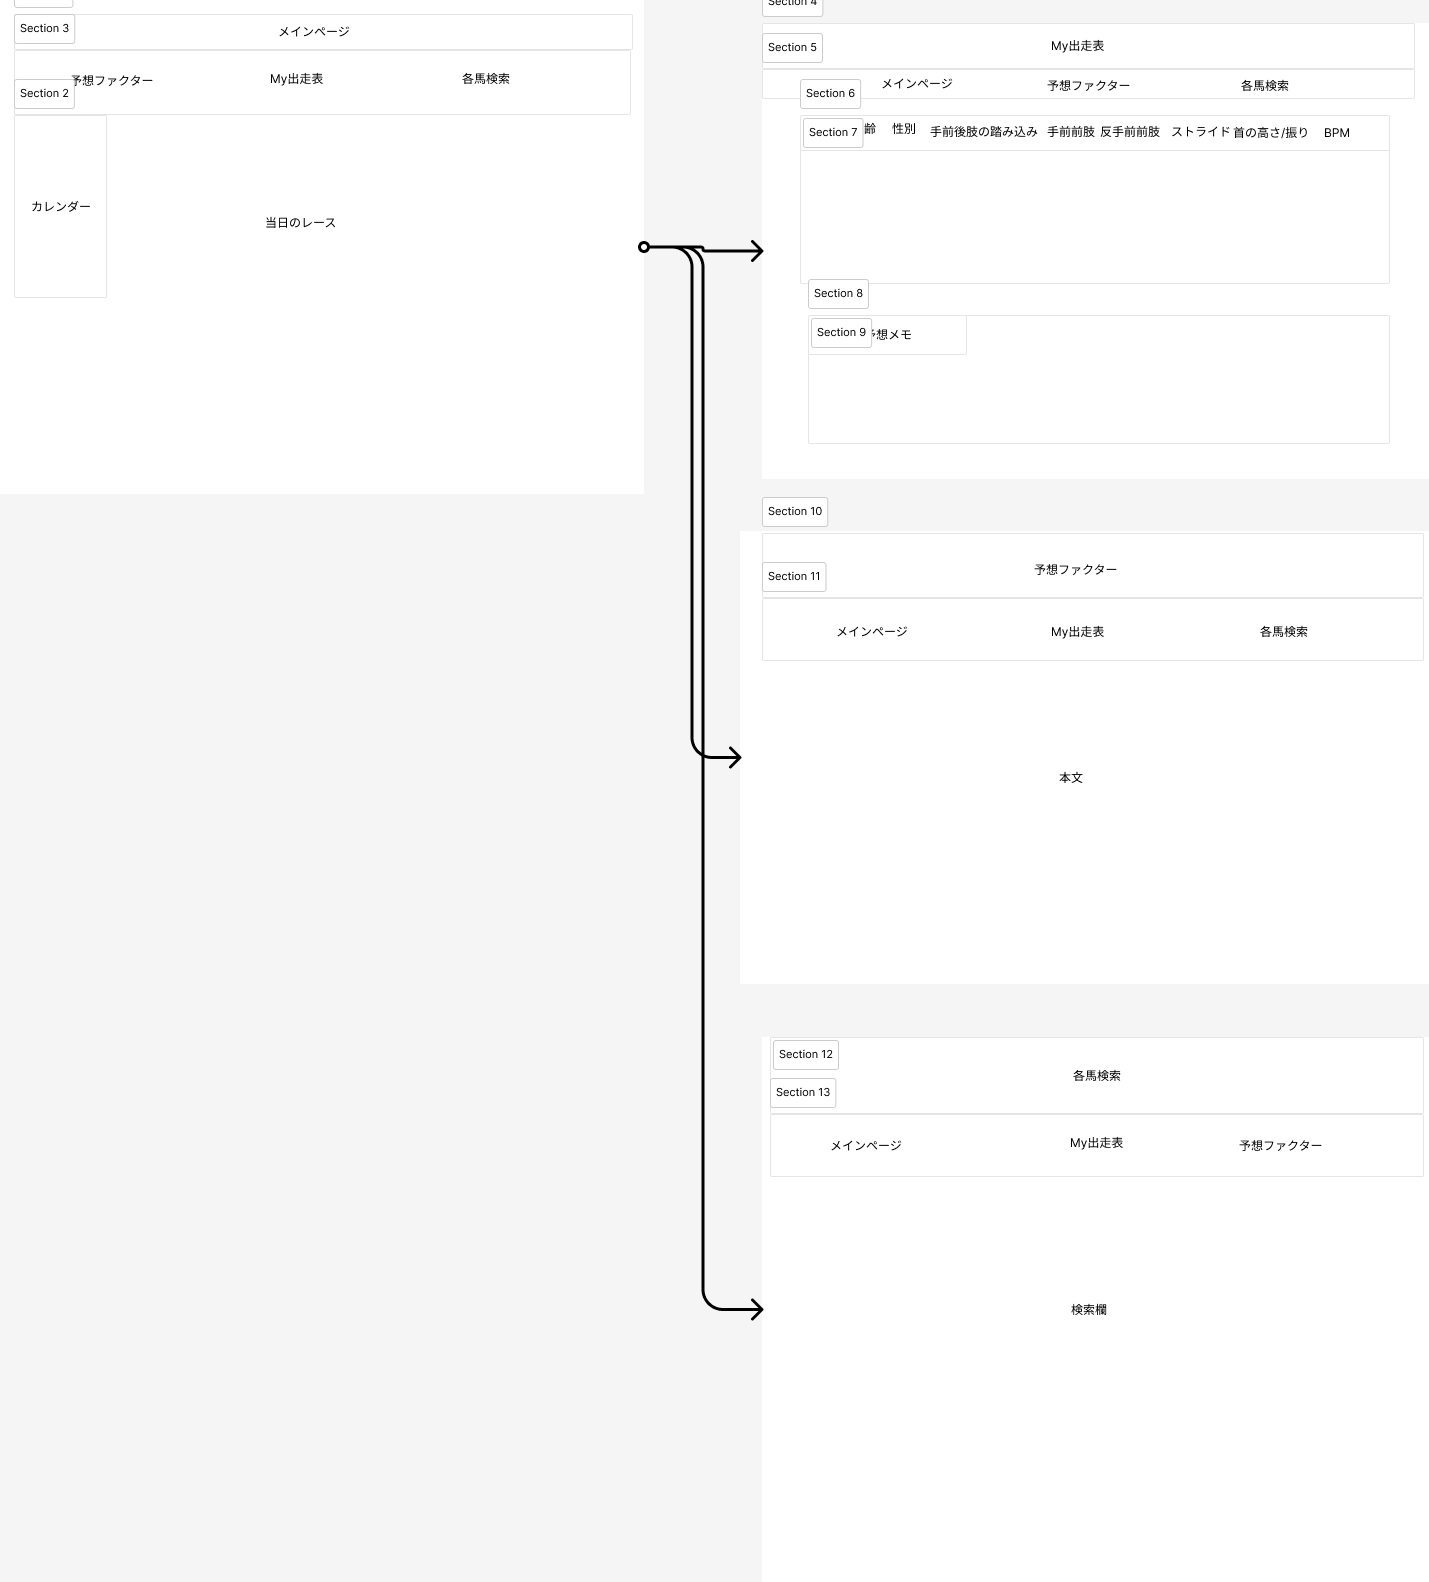 Section 3
メインページ
予想ファクター
My出走表
各馬検索
Section 2
カレンダー
当日のレース
Section 4
Section 5
My出走表
メインページ
予想ファクター
各馬検索
Section 6
Section 7
齢 性別 手前後肢の踏み込み 手前前肢 反手前前肢 ストライド 首の高さ/振り BPM
Section 8
Section 9
予想メモ
Section 10
予想ファクター
Section 11
メインページ
My出走表
各馬検索
本文
Section 12
各馬検索
Section 13
メインページ
My出走表
予想ファクター
検索欄